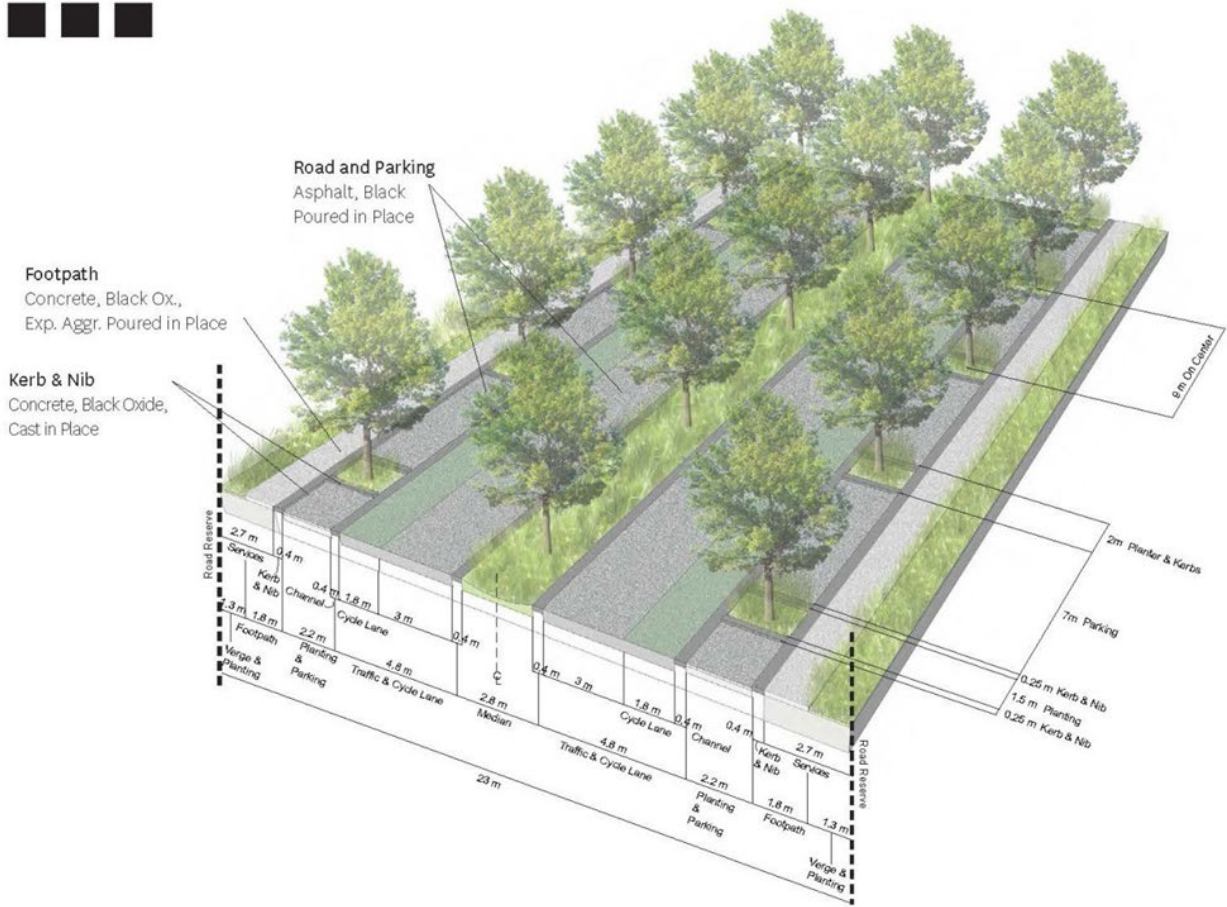 Road and Parking
Asphalt, Black
Poured in Place
Footpath
Concrete, Black Ox.,
Exp. Aggr. Poured in Place
Kerb & Nib
Concrete, Black Oxide,
Cast in Place
Road Reserve
2.7 m
Services
0.4 m
Kerb
& Nib
0.4 m
Channel
1.8 m
Cycle Lane
3 m
0.4 m
1.3 m
Verge &
Planting
1.8 m
Footpath
2.2 m
Planting
&
Parking
4.8 m
Traffic & Cycle Lane
2.8 m
Median
℄
0.4 m
3 m
1.8 m
Cycle Lane
0.4 m
Channel
0.4 m
Kerb
& Nib
2.7 m
Services
4.8 m
Traffic & Cycle Lane
2.2 m
Planting
&
Parking
1.8 m
Footpath
1.3 m
Verge &
Planting
23 m
Road Reserve
9 m On Center
2m Planter & Kerbs
7m Parking
0.25 m Kerb & Nib
1.5 m Planting
0.25 m Kerb & Nib